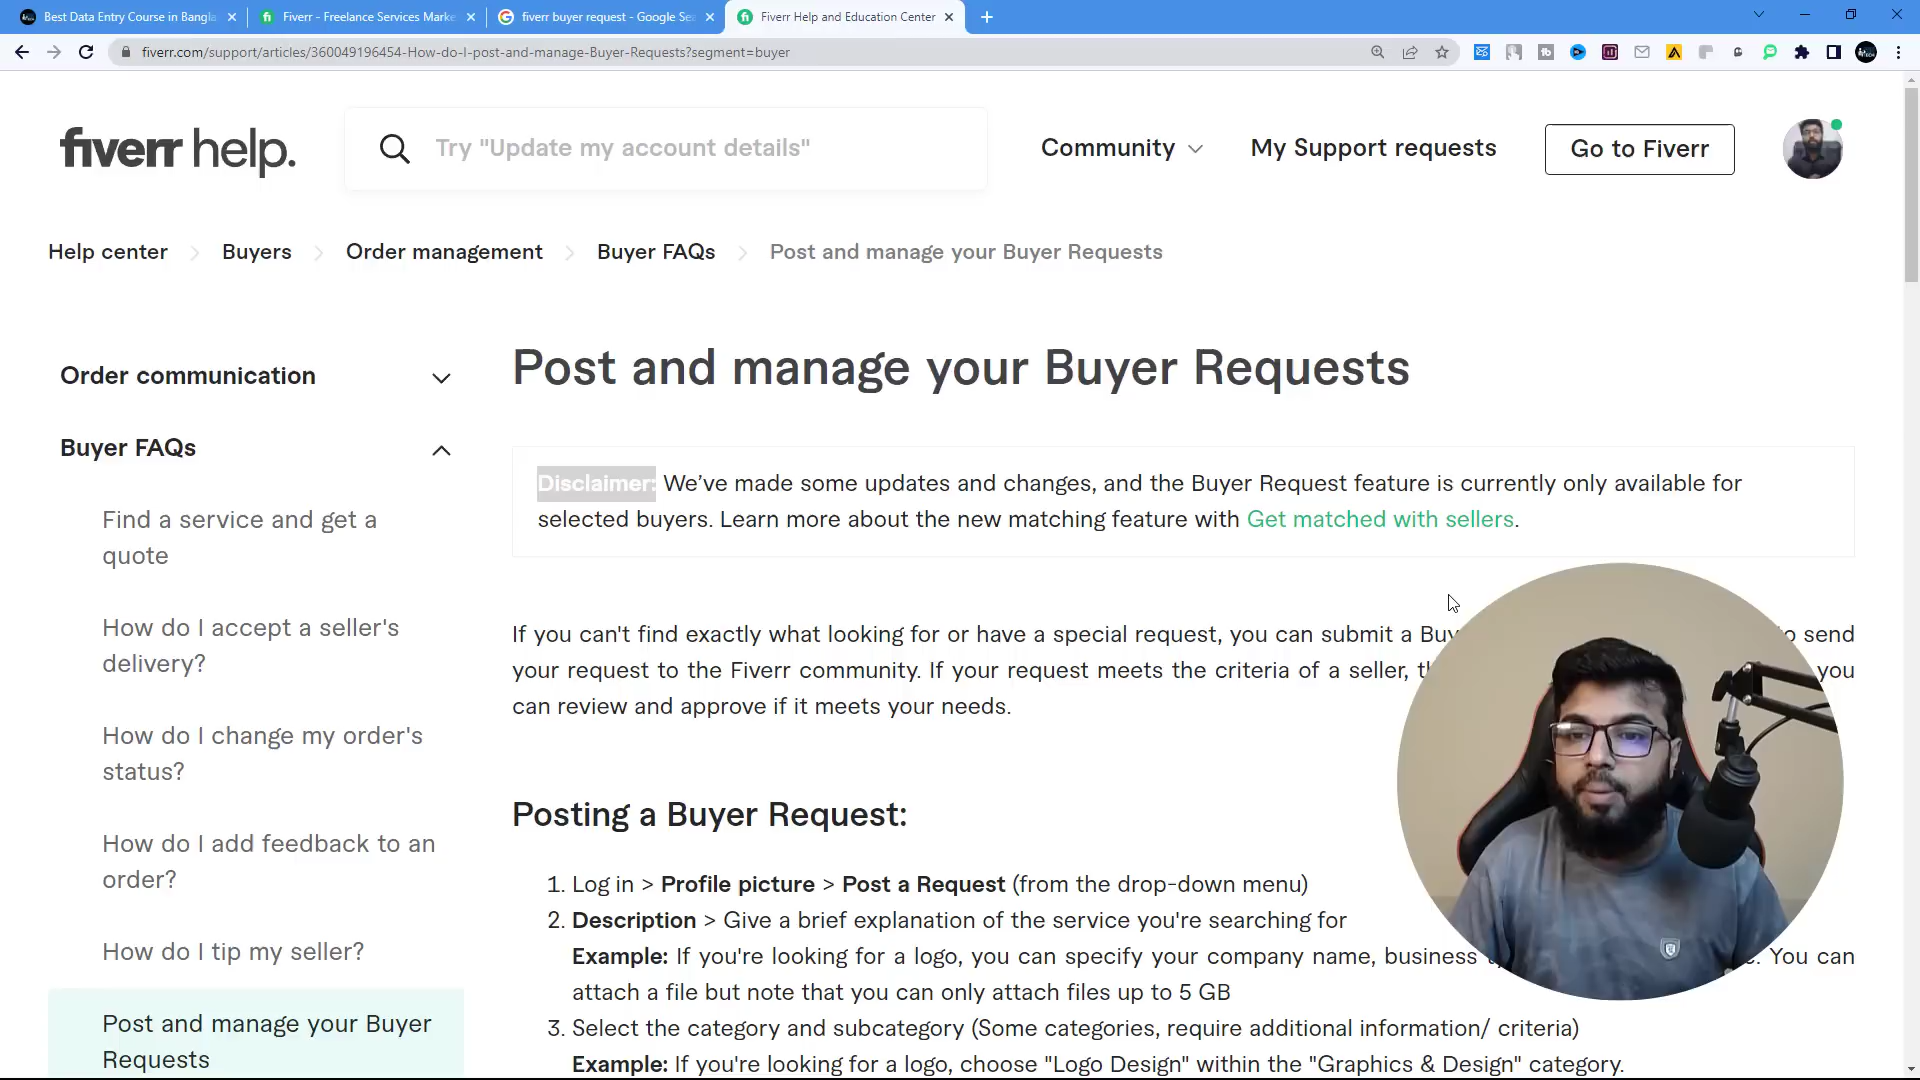 Best Data Entry Course in Bangla
Fiverr - Freelance Services Marke
fiverr buyer request - Google Se
Fiverr Help and Education Center
fiverr.com/support/articles/360049196454-How-do-I-post-and-manage-Buyer-Requests?segment=buyer
fiverr help.
Try "Update my account details"
Community
My Support requests
Go to Fiverr
Help center
Buyers
Order management
Buyer FAQs
Post and manage your Buyer Requests
Order communication
Buyer FAQs
Find a service and get a
quote
How do I accept a seller's
delivery?
How do I change my order's
status?
How do I add feedback to an
order?
How do I tip my seller?
Post and manage your Buyer
Requests
Post and manage your Buyer Requests
Disclaimer: We’ve made some updates and changes, and the Buyer Request feature is currently only available for
selected buyers. Learn more about the new matching feature with Get matched with sellers.
If you can't find exactly what looking for or have a special request, you can submit a send
your request to the Fiverr community. If your request meets the criteria of a seller, you
can review and approve if it meets your needs.
Posting a Buyer Request:
1. Log in > Profile picture > Post a Request (from the drop-down menu)
2. Description > Give a brief explanation of the service you're searching for
Example: If you're looking for a logo, you can specify your company name, business You can
attach a file but note that you can only attach files up to 5 GB
3. Select the category and subcategory (Some categories, require additional information/ criteria)
Example: If you're looking for a logo, choose "Logo Design" within the "Graphics & Design" category.